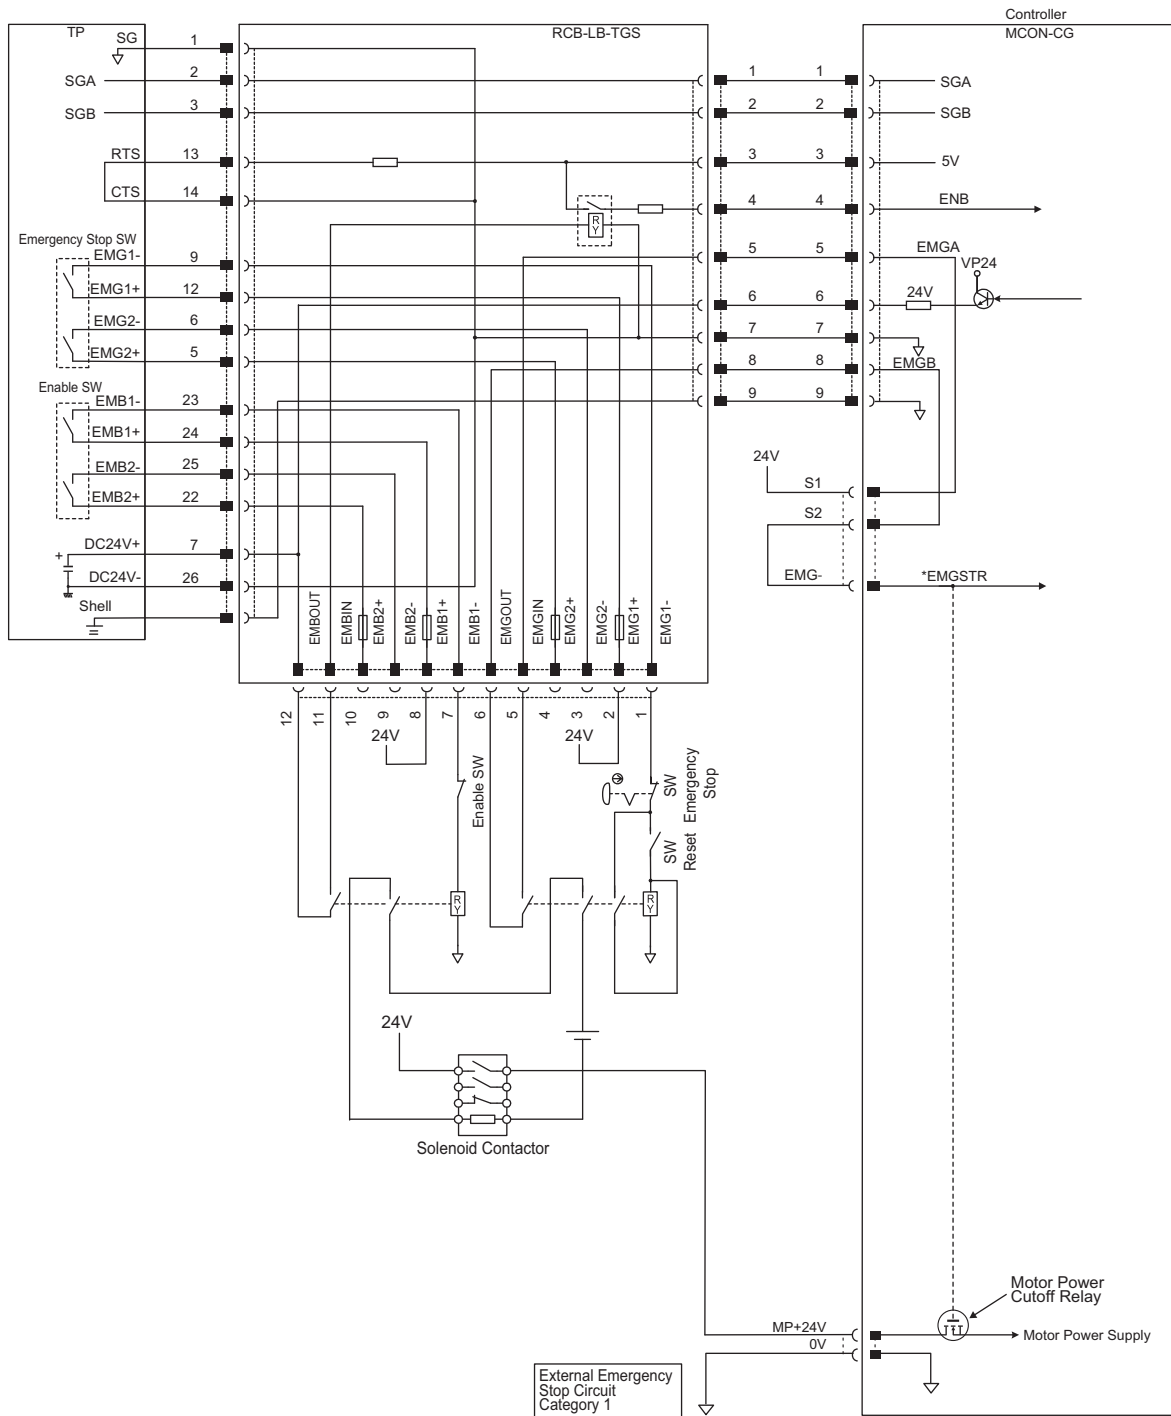 Controller
TP
SG
1
RCB-LB-TGS
MCON-CG
SGA
2
1
1
SGA
SGB
3
2
2
SGB
RTS
13
3
3
5V
CTS
14
4
4
ENB
RY
Emergency Stop SW
EMG1-
9
5
5
EMGA
VP24
EMG1+
12
6
6
24V
EMG2-
6
7
7
EMG2+
5
8
8
EMGB
Enable SW
EMB1-
23
9
9
EMB1+
24
EMB2-
25
24V
S1
EMB2+
22
S2
+
DC24V+
7
DC24V-
26
EMG-
*EMGSTR
Shell
EMBOUT
EMBIN
EMB2+
EMB2-
EMB1+
EMB1-
EMGOUT
EMGIN
EMG2+
EMG2-
EMG1+
EMG1-
12
11
10
9
8
7
6
5
4
3
2
1
24V
24V
Enable SW
Emergency Stop SW
Reset SW
RY
RY
24V
Solenoid Contactor
Motor Power
Cutoff Relay
MP+24V
Motor Power Supply
0V
External Emergency
Stop Circuit
Category 1